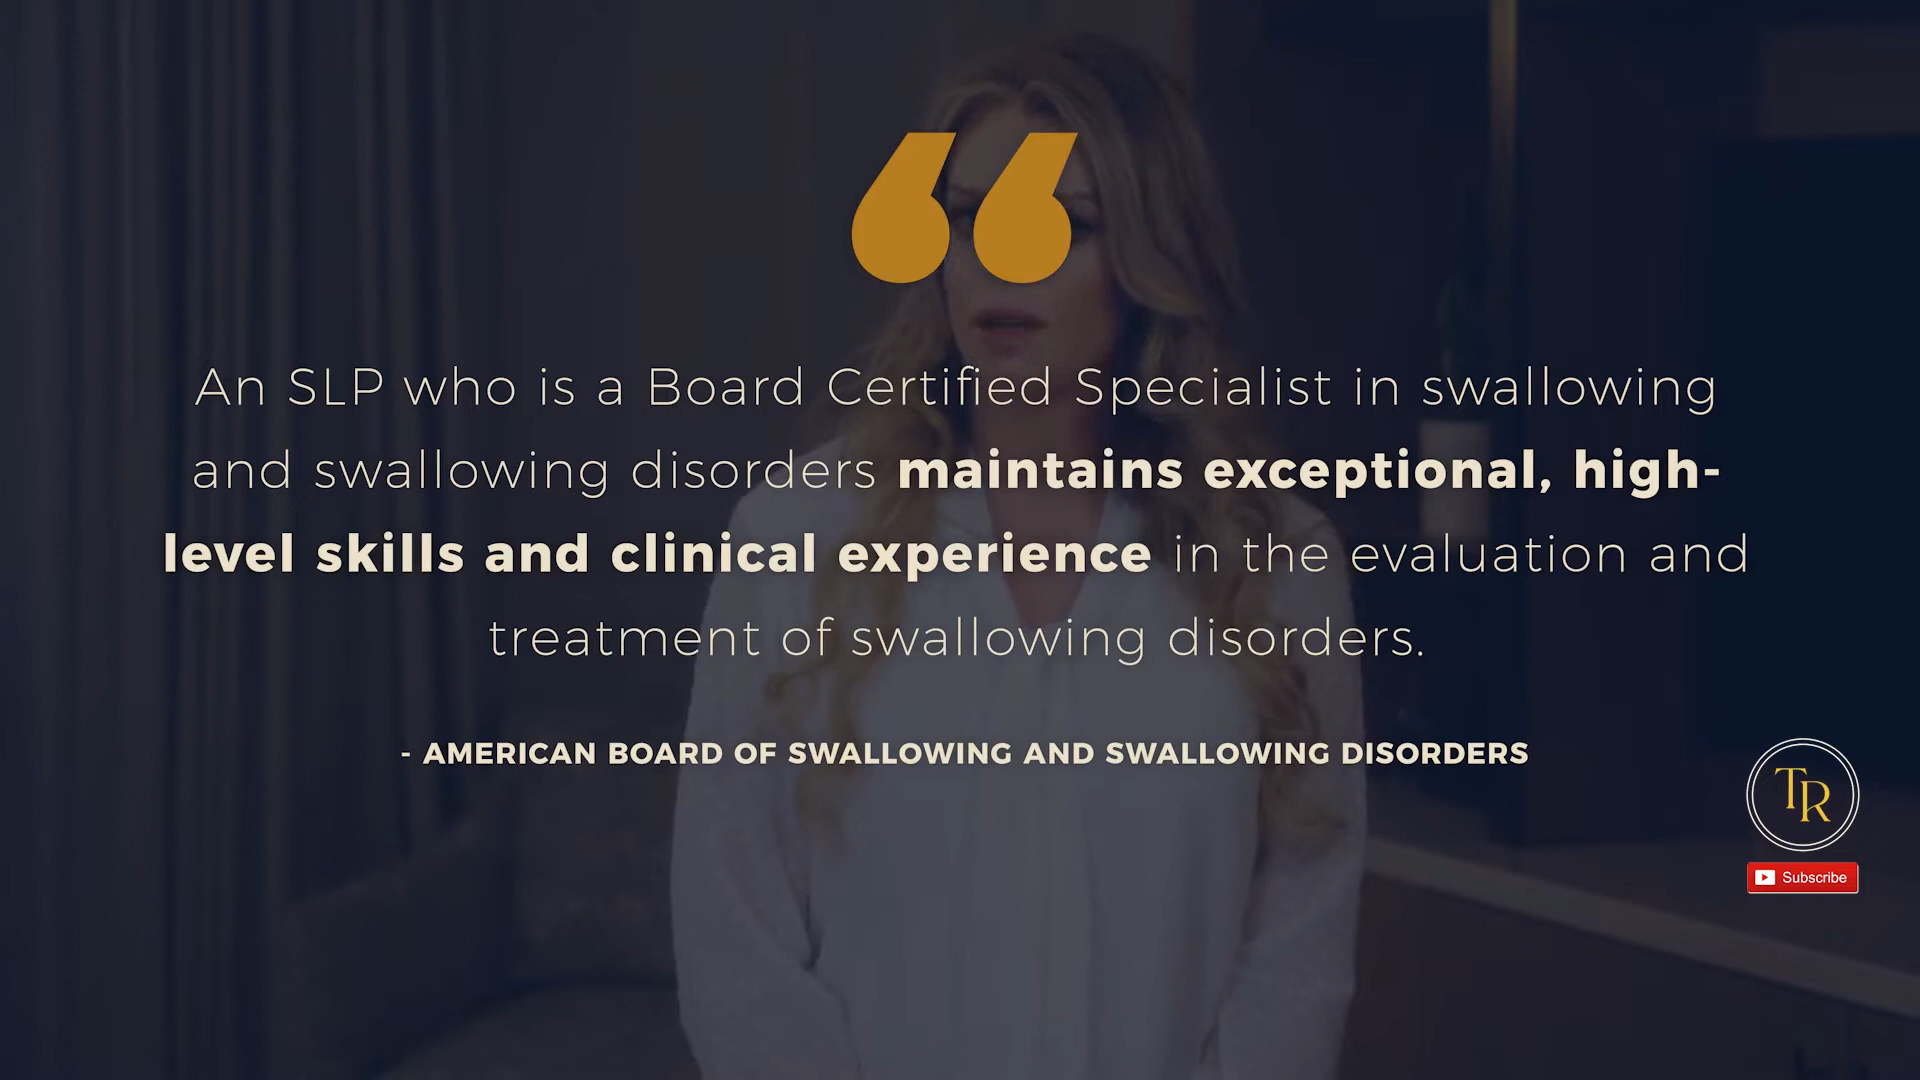 An SLP who is a Board Certified Specialist in swallowing
and swallowing disorders maintains exceptional, high-
level skills and clinical experience in the evaluation and
treatment of swallowing disorders.
- AMERICAN BOARD OF SWALLOWING AND SWALLOWING DISORDERS
TR
Subscribe